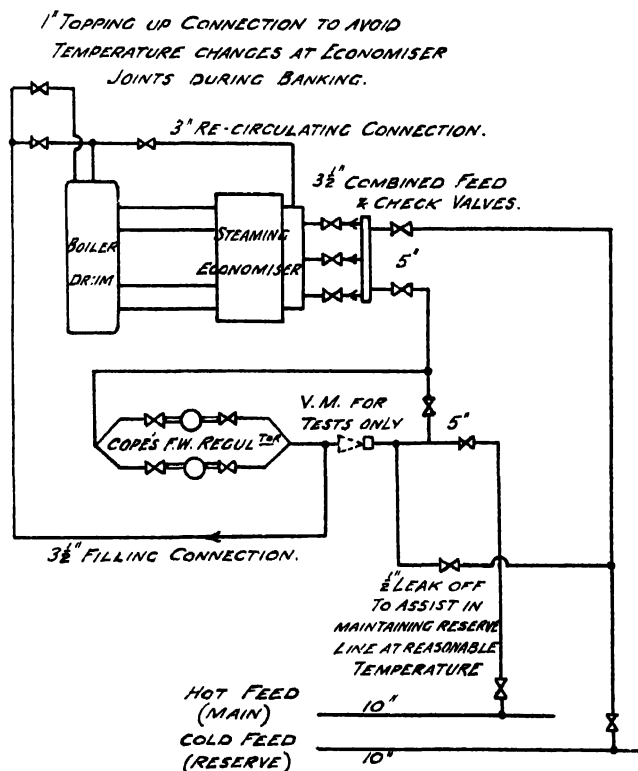 1" TOPPING UP CONNECTION TO AVOID
TEMPERATURE CHANGES AT ECONOMISER
JOINTS DURING BANKING.
3" RE-CIRCULATING CONNECTION.
3½" COMBINED FEED
& CHECK VALVES.
BOILER
DRUM
STEAMING
ECONOMISER
5"
V.M. FOR
TESTS ONLY
5"
COPE'S F.W. REGULTOR
3½" FILLING CONNECTION.
½" LEAK OFF
TO ASSIST IN
MAINTAINING RESERVE
LINE AT REASONABLE
TEMPERATURE
HOT FEED
(MAIN)
10"
COLD FEED
(RESERVE)
10"